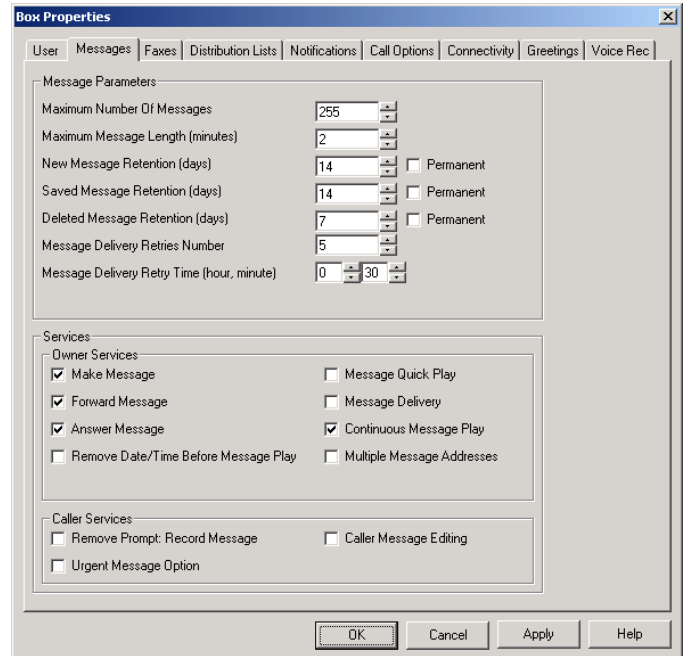 Box Properties
User Messages Faxes Distribution Lists Notifications Call Options Connectivity Greetings Voice Rec
Message Parameters
Maximum Number Of Messages 255
Maximum Message Length (minutes) 2
New Message Retention (days) 14 Permanent
Saved Message Retention (days) 14 Permanent
Deleted Message Retention (days) 7 Permanent
Message Delivery Retries Number 5
Message Delivery Retry Time (hour, minute) 0 30
Services
Owner Services
Make Message Message Quick Play
Forward Message Message Delivery
Answer Message Continuous Message Play
Remove Date/Time Before Message Play Multiple Message Addresses
Caller Services
Remove Prompt: Record Message Caller Message Editing
Urgent Message Option
OK Cancel Apply Help